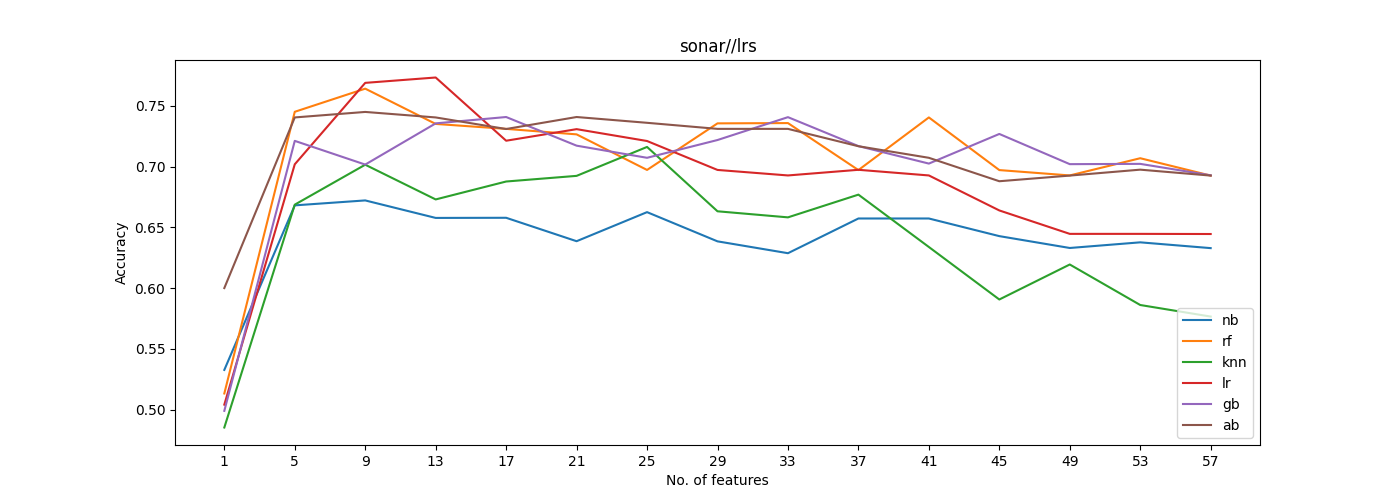 sonar//lrs
Accuracy
0.75
0.70
0.65
0.60
0.55
0.50
nb
rf
knn
lr
gb
ab
1 5 9 13 17 21 25 29 33 37 41 45 49 53 57
No. of features